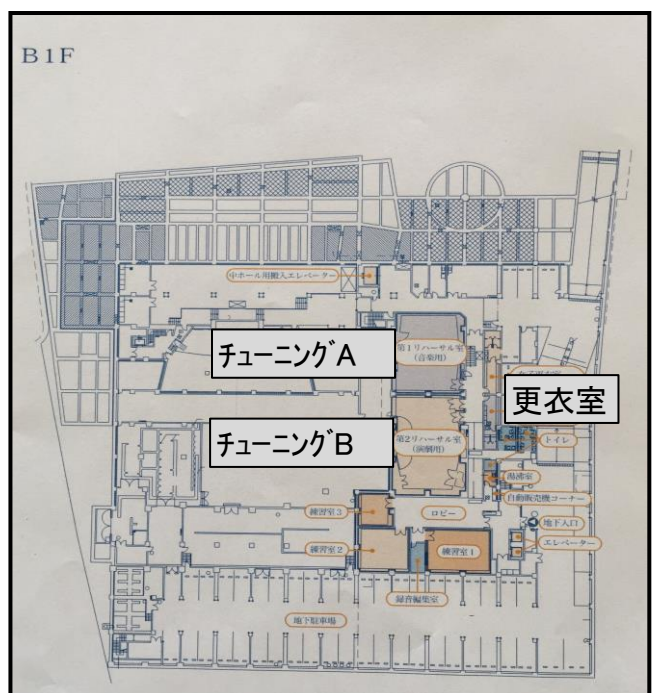 B1F
中ホール用搬入エレベーター
チューニングA
第1リハーサル室
(音楽用)
更衣室
チューニングB
第2リハーサル室
(演劇用)
トイレ
湯沸室
自動販売機コーナー
練習室3
ロビー
地下入口
練習室2
練習室1
エレベーター
録音編集室
地下駐車場